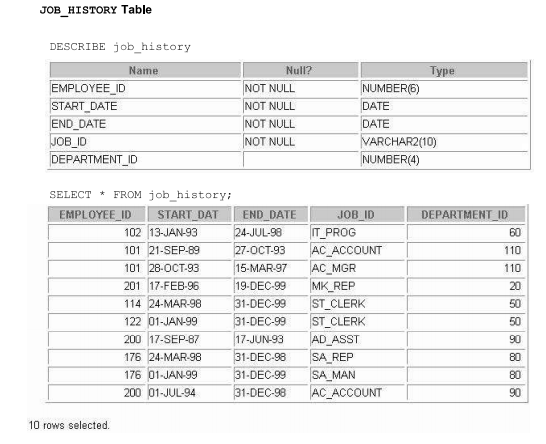 JOB_HISTORY Table
DESCRIBE job_history
Name Null? Type
EMPLOYEE_ID NOT NULL NUMBER(6)
START_DATE NOT NULL DATE
END_DATE NOT NULL DATE
JOB_ID NOT NULL VARCHAR2(10)
DEPARTMENT_ID NUMBER(4)
SELECT * FROM job_history;
EMPLOYEE_ID START_DAT END_DATE JOB_ID DEPARTMENT_ID
102 13-JAN-93 24-JUL-98 IT_PROG 60
101 21-SEP-89 27-OCT-93 AC_ACCOUNT 110
101 28-OCT-93 15-MAR-97 AC_MGR 110
201 17-FEB-96 19-DEC-99 MK_REP 20
114 24-MAR-98 31-DEC-99 ST_CLERK 50
122 01-JAN-99 31-DEC-99 ST_CLERK 50
200 17-SEP-87 17-JUN-93 AD_ASST 90
176 24-MAR-98 31-DEC-98 SA_REP 80
176 01-JAN-99 31-DEC-99 SA_MAN 80
200 01-JUL-94 31-DEC-98 AC_ACCOUNT 90
10 rows selected.